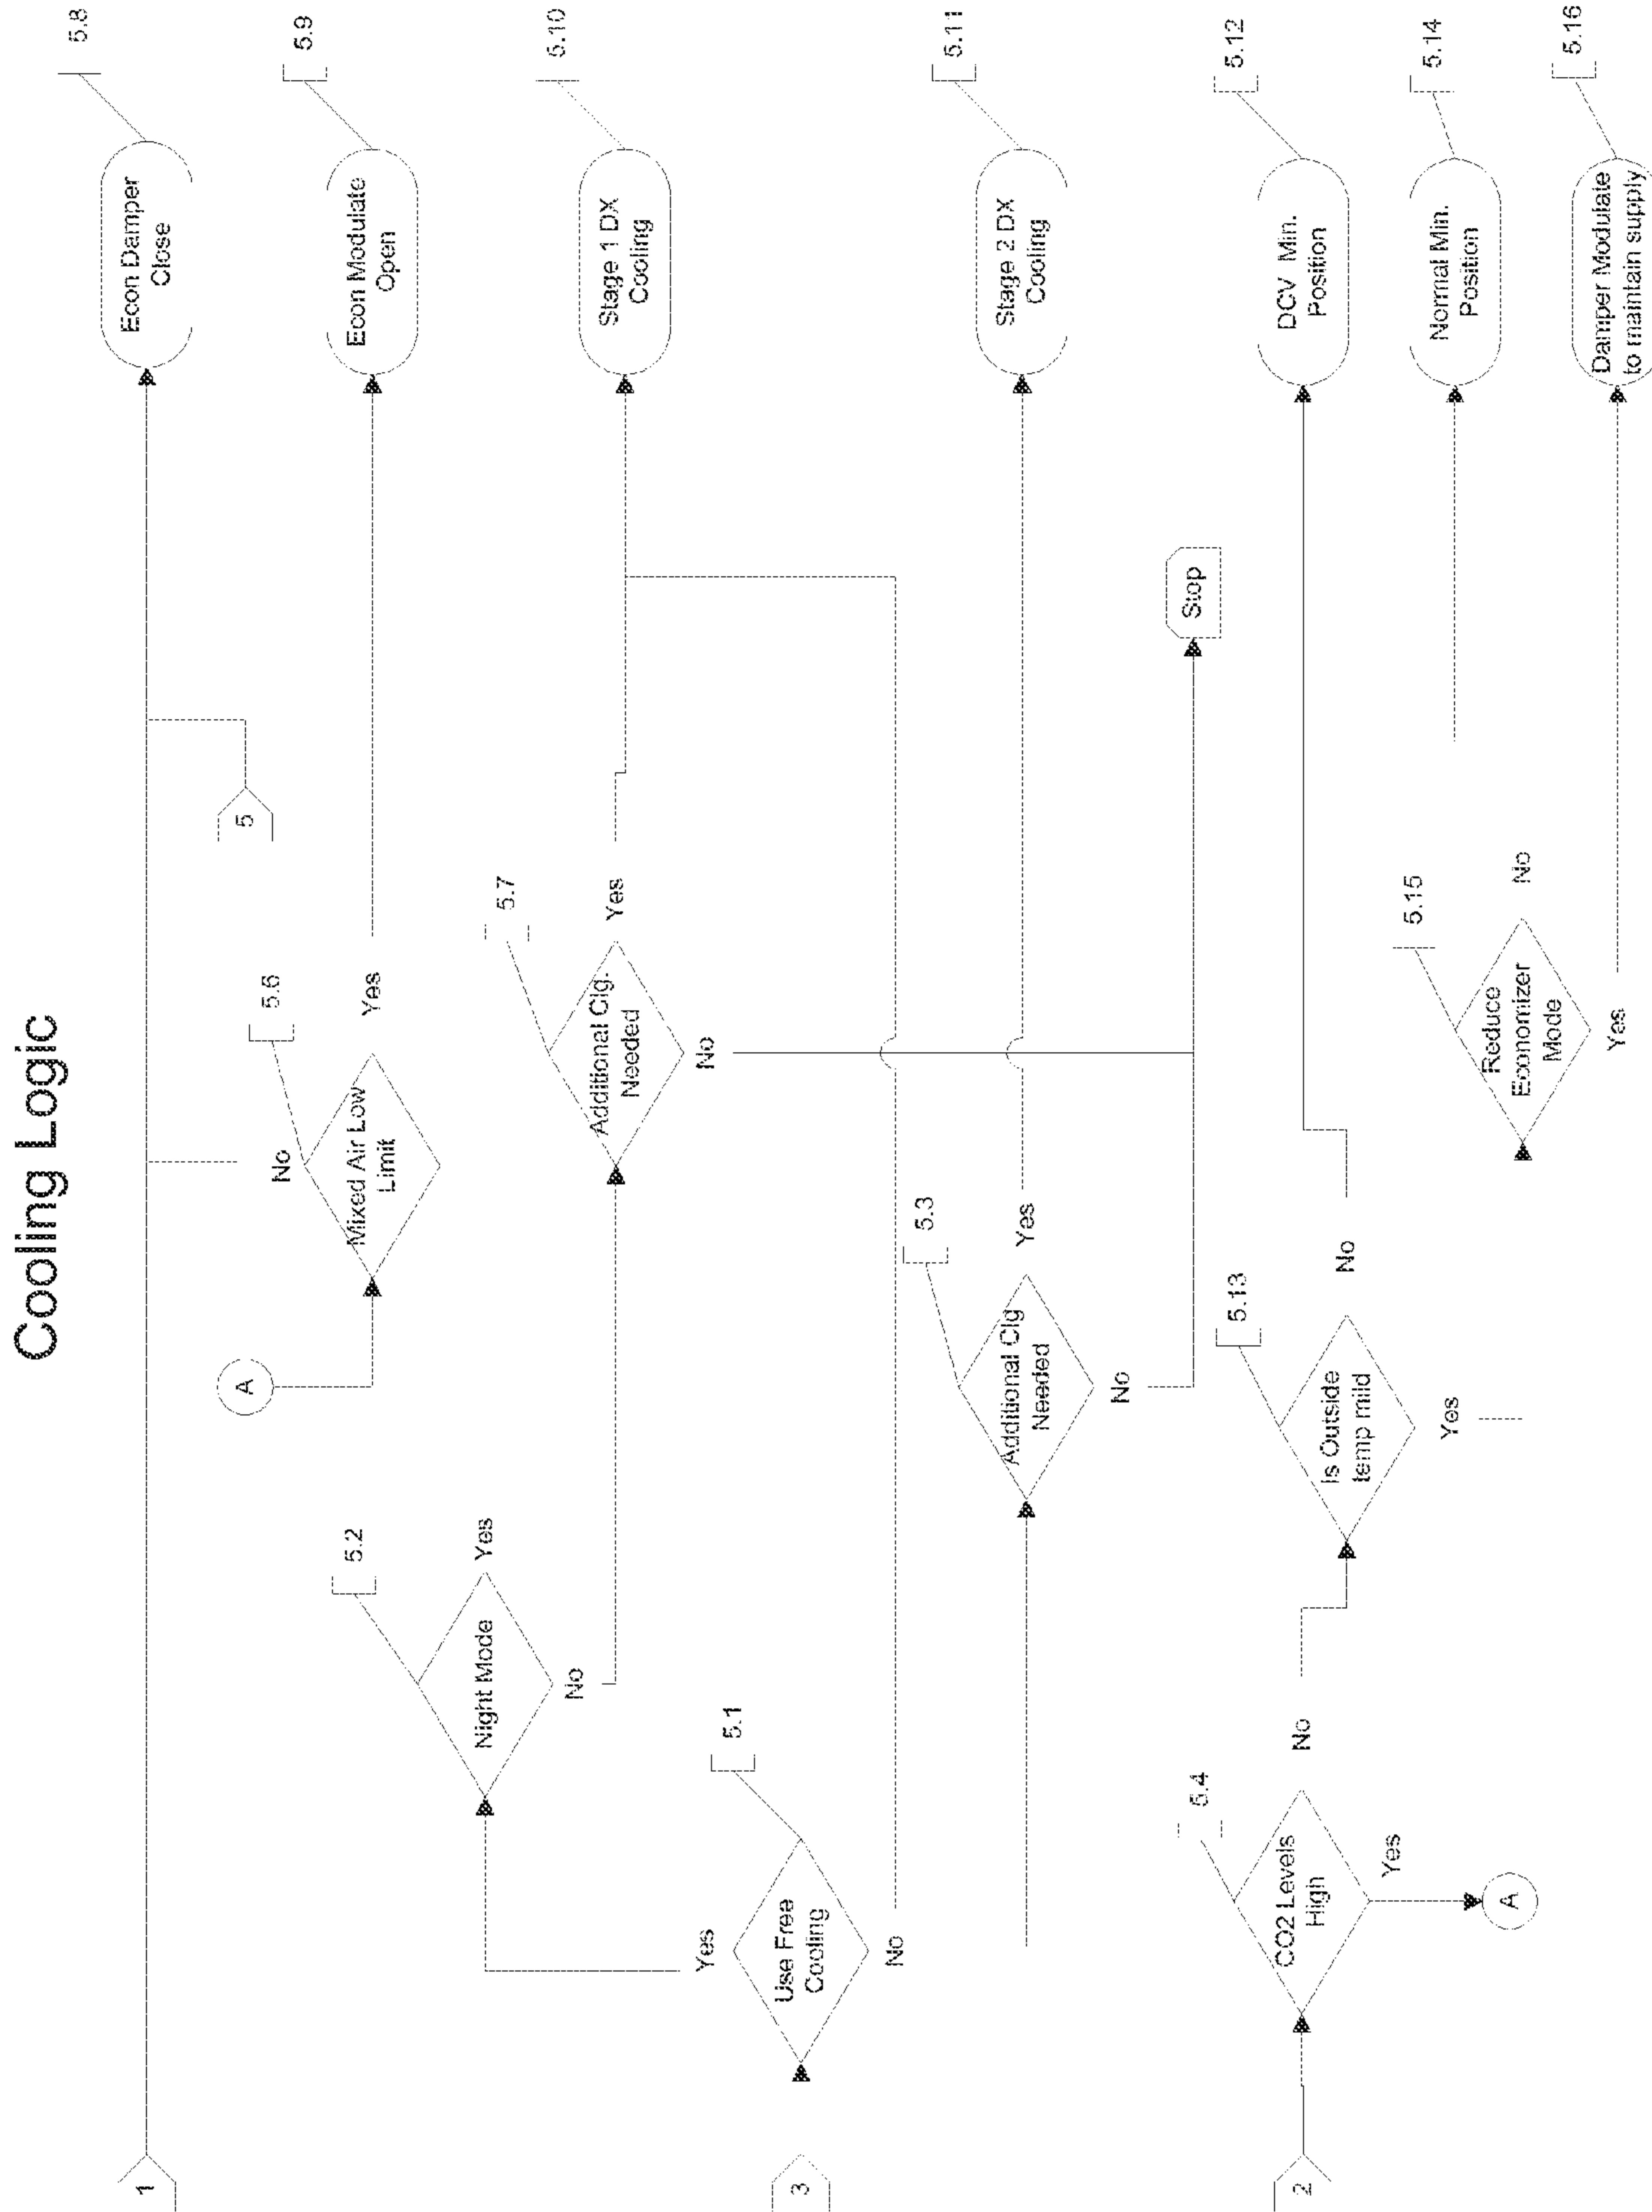 Cooling Logic
1
Econ Damper
Close
5.8
5
A
No
Mixed Air Low
Limit
5.6
Yes
Econ Modulate
Open
5.9
Night Mode
5.2
Yes
No
Additional Clg.
Needed
5.7
Yes
No
Stage 1 DX
Cooling
5.10
3
Use Free
Cooling
5.1
Yes
No
Additional Clg
Needed
5.3
Yes
No
Stage 2 DX
Cooling
5.11
Stop
2
CO2 Levels
High
5.4
Yes
A
No
Is Outside
temp mild
5.13
No
Yes
DCV Min.
Position
5.12
Reduce
Economizer
Mode
5.15
No
Yes
Normal Min.
Position
5.14
Damper Modulate
to maintain supply
5.16